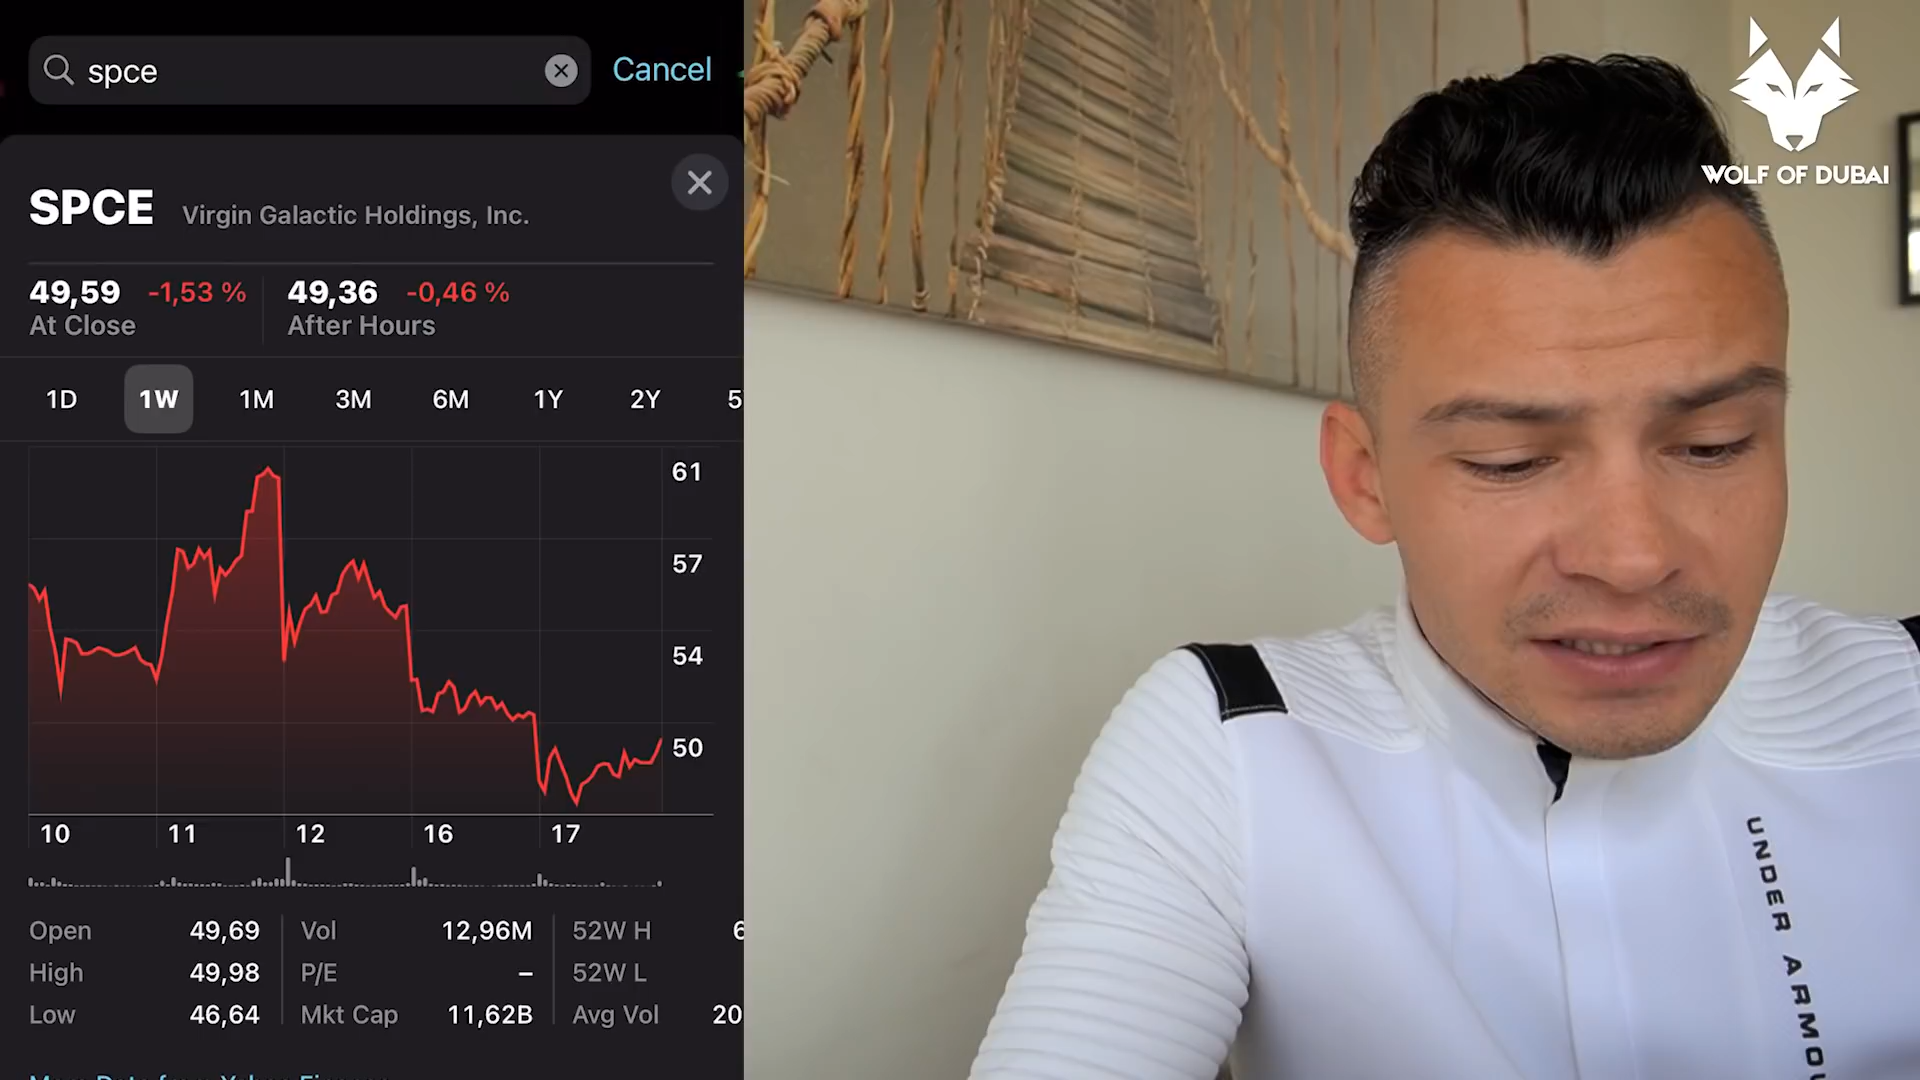 spce
Cancel
SPCE Virgin Galactic Holdings, Inc.
49,59 -1,53 % 49,36 -0,46 %
At Close After Hours
1D 1W 1M 3M 6M 1Y 2Y 5
61
57
54
50
10 11 12 16 17
Open 49,69 Vol 12,96M 52W H 6
High 49,98 P/E – 52W L
Low 46,64 Mkt Cap 11,62B Avg Vol 20
WOLF OF DUBAI
UNDER ARMOU